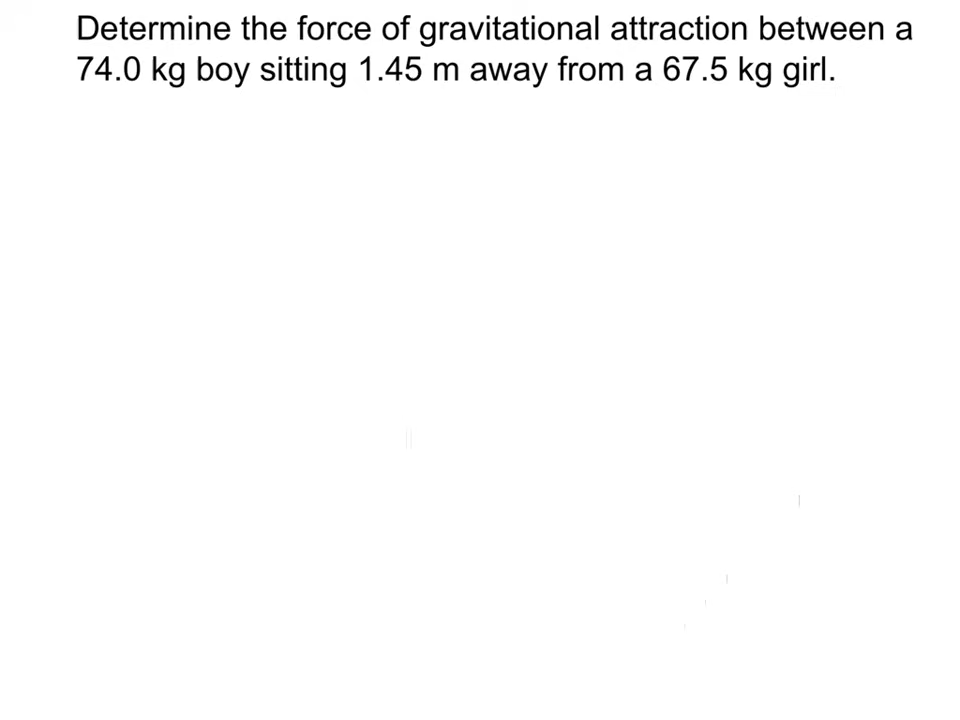 Determine the force of gravitational attraction between a
74.0 kg boy sitting 1.45 m away from a 67.5 kg girl.